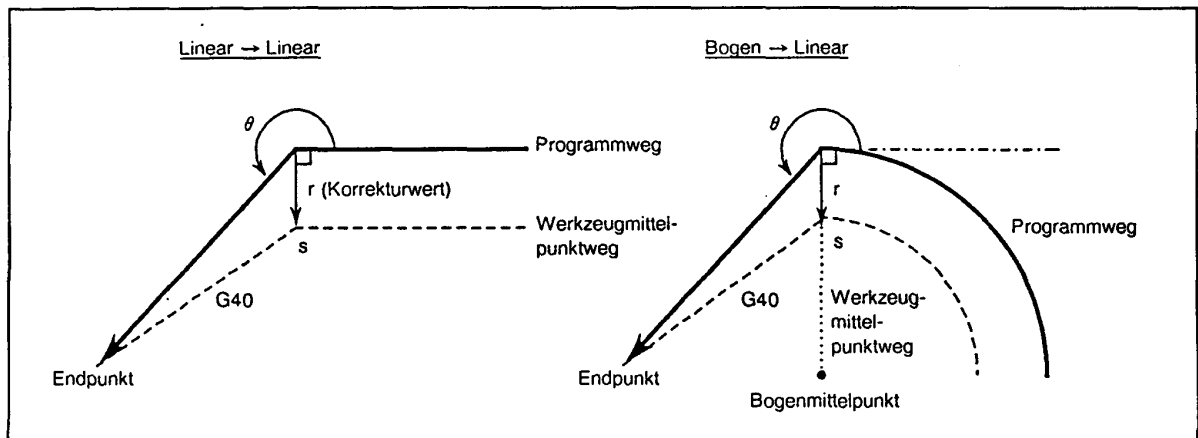 Linear → Linear
θ
Programmweg
r (Korrekturwert)
Werkzeugmittel-
punktweg
s
G40
Endpunkt
Bogen → Linear
θ
r
Programmweg
s
G40
Werkzeug-
mittel-
punktweg
Endpunkt
Bogenmittelpunkt